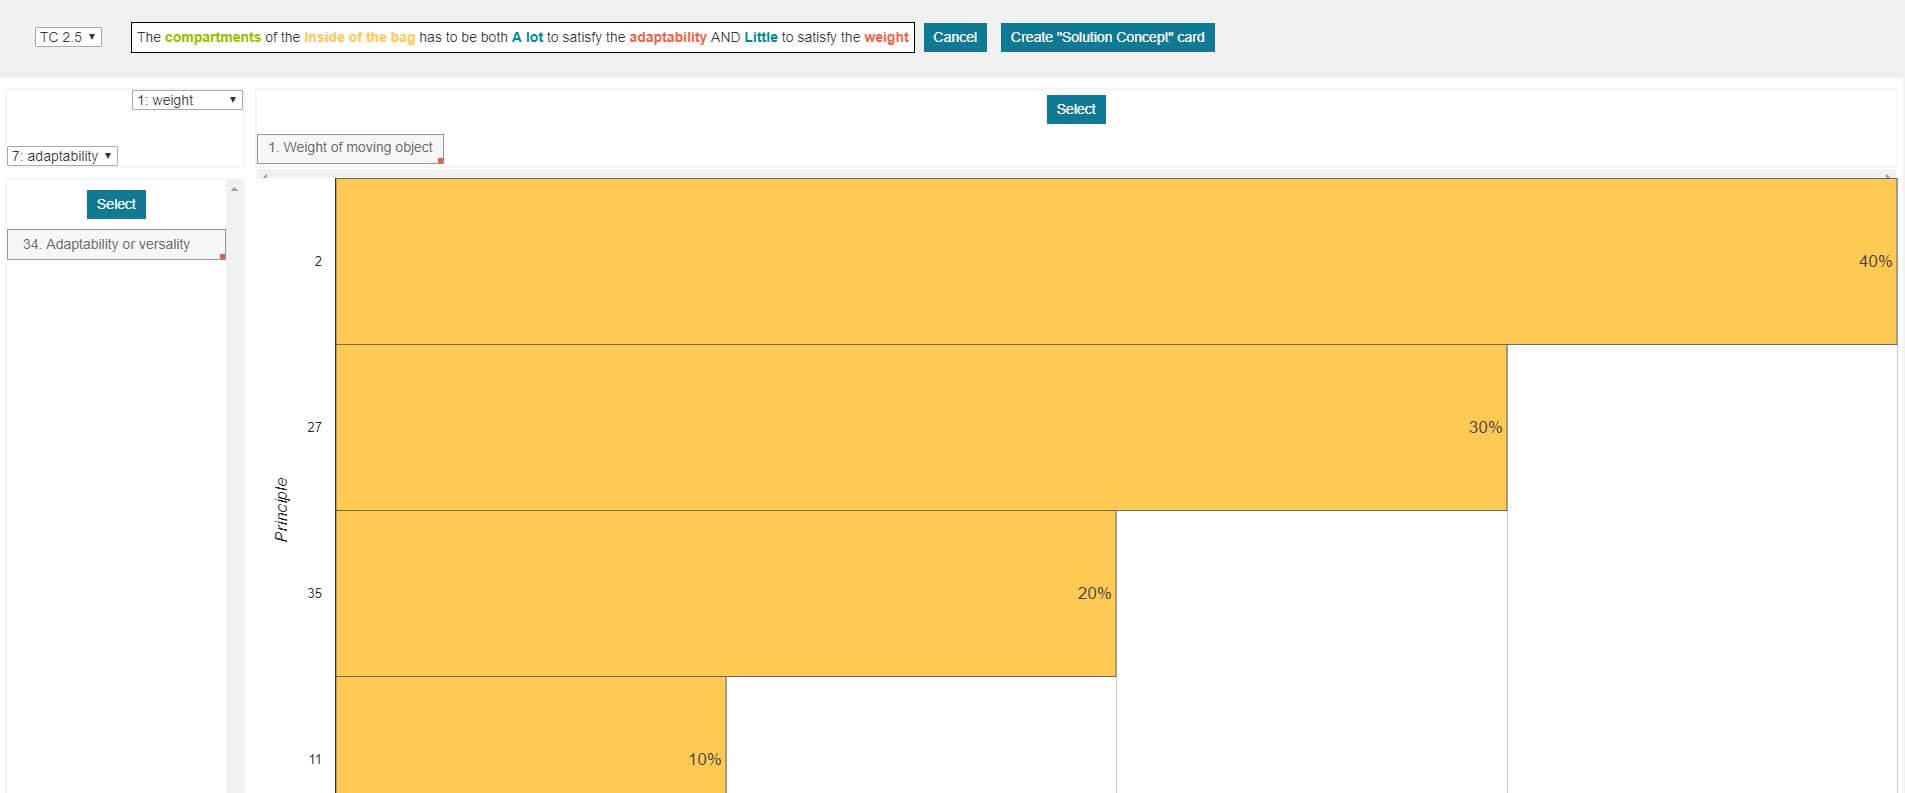 TC 2.5
The compartments of the Inside of the bag has to be both A lot to satisfy the adaptability AND Little to satisfy the weight
Cancel
Create "Solution Concept" card
1: weight
7: adaptability
Select
1. Weight of moving object
Select
34. Adaptability or versality
Principle
2
40%
27
30%
35
20%
11
10%